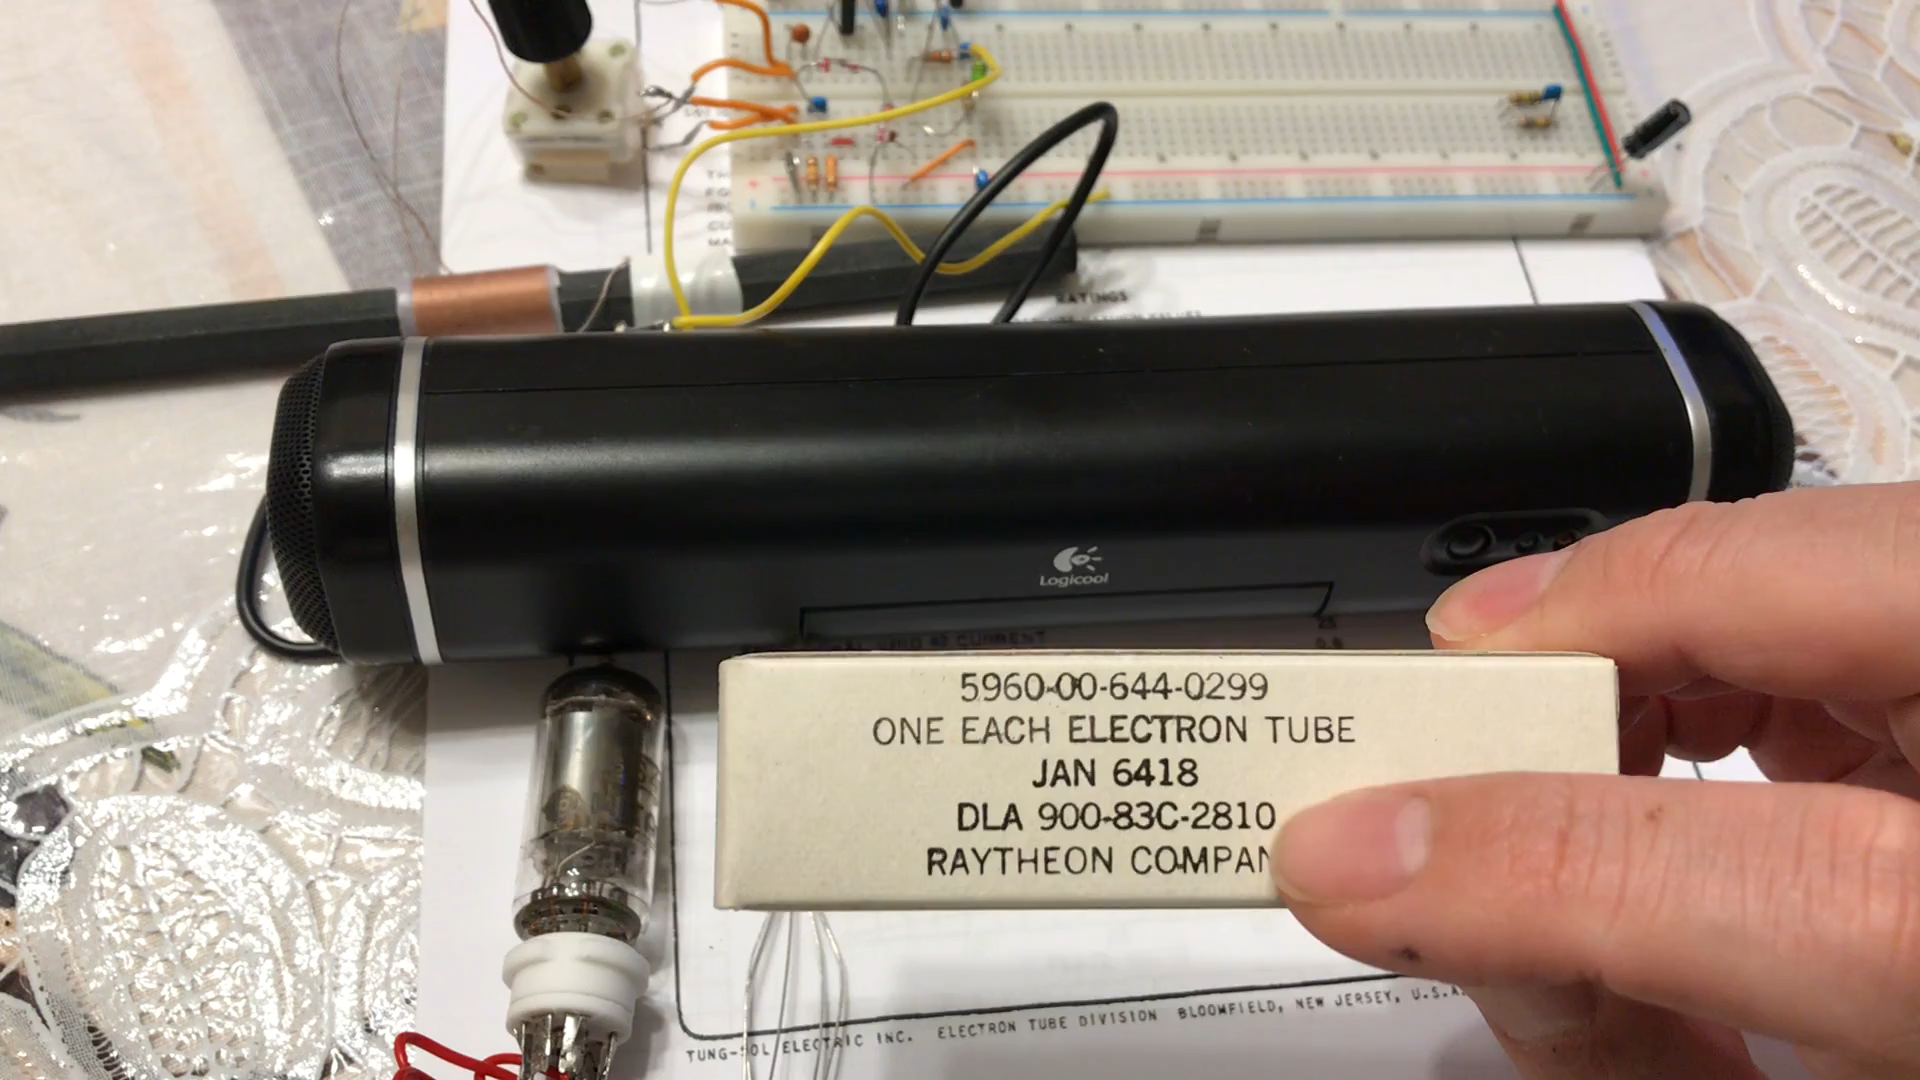 RATINGS
Logicool
CURRENT
5960-00-644-0299
ONE EACH ELECTRON TUBE
JAN 6418
DLA 900-83C-2810
RAYTHEON COMPAN
TUNG-SOL ELECTRIC INC. ELECTRON TUBE DIVISION BLOOMFIELD, NEW JERSEY, U.S.A.